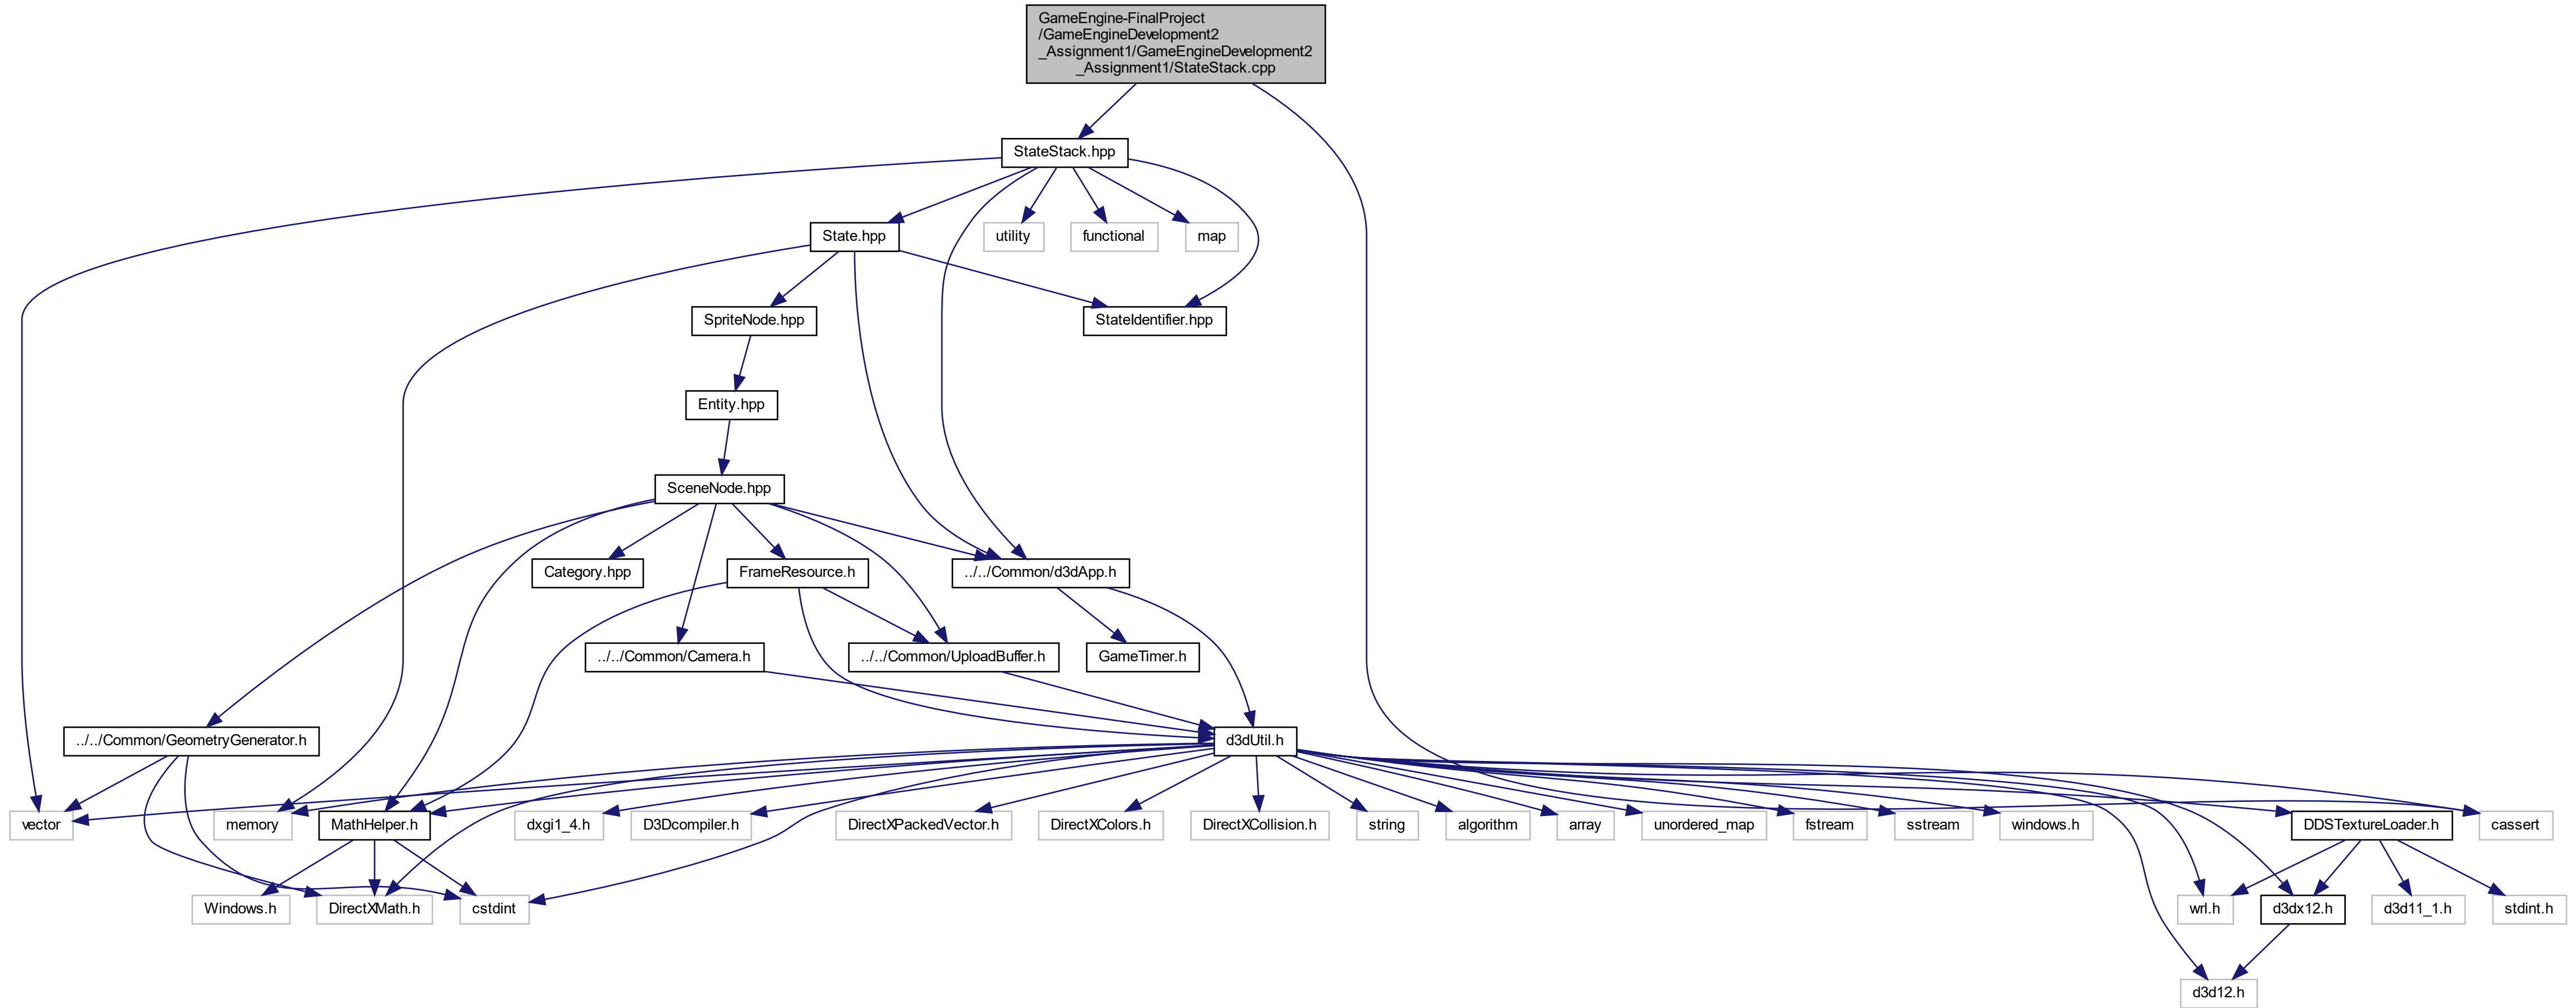 GameEngine-FinalProject
/GameEngineDevelopment2
_Assignment1/GameEngineDevelopment2
_Assignment1/StateStack.cpp
StateStack.hpp
State.hpp
utility
functional
map
SpriteNode.hpp
StateIdentifier.hpp
Entity.hpp
SceneNode.hpp
Category.hpp
FrameResource.h
../../Common/d3dApp.h
../../Common/Camera.h
../../Common/UploadBuffer.h
GameTimer.h
../../Common/GeometryGenerator.h
d3dUtil.h
vector
memory
MathHelper.h
dxgi1_4.h
D3Dcompiler.h
DirectXPackedVector.h
DirectXColors.h
DirectXCollision.h
string
algorithm
array
unordered_map
fstream
sstream
windows.h
DDSTextureLoader.h
cassert
Windows.h
DirectXMath.h
cstdint
wrl.h
d3dx12.h
d3d11_1.h
stdint.h
d3d12.h